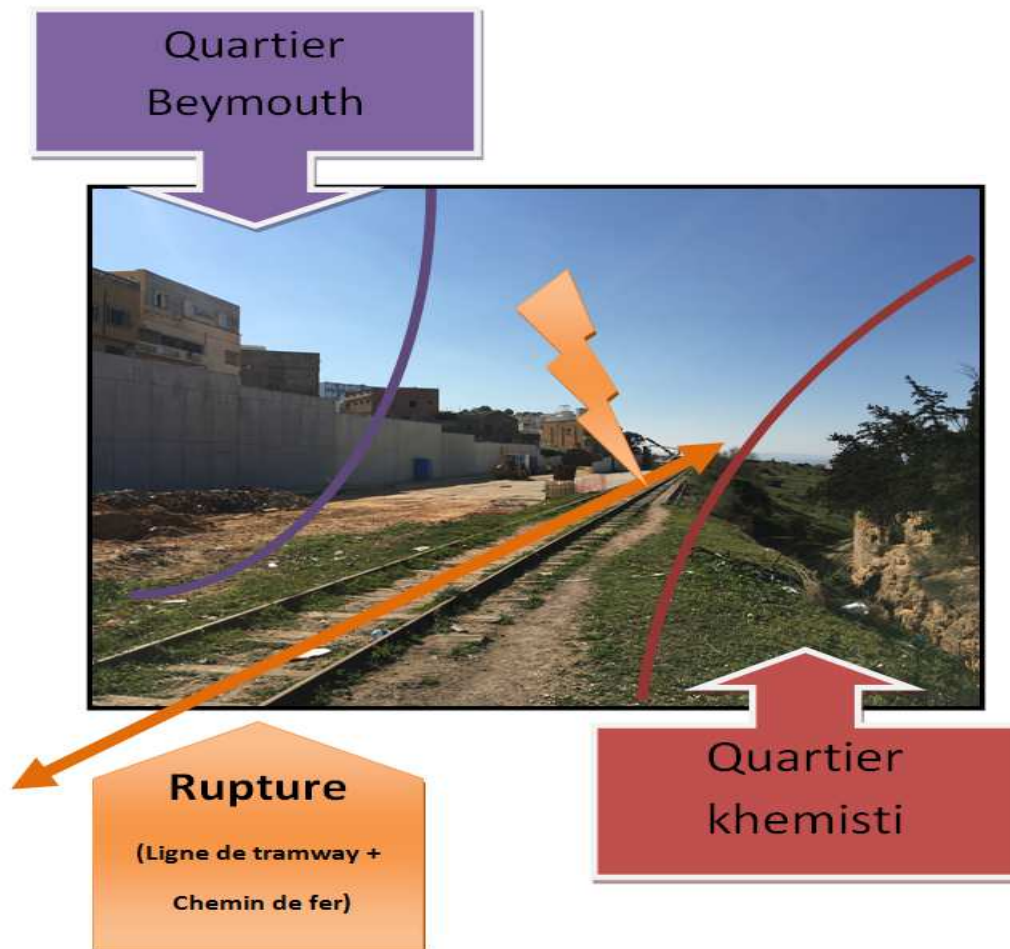 Quartier
Beymouth
Rupture
(Ligne de tramway +
Chemin de fer)
Quartier
khemisti